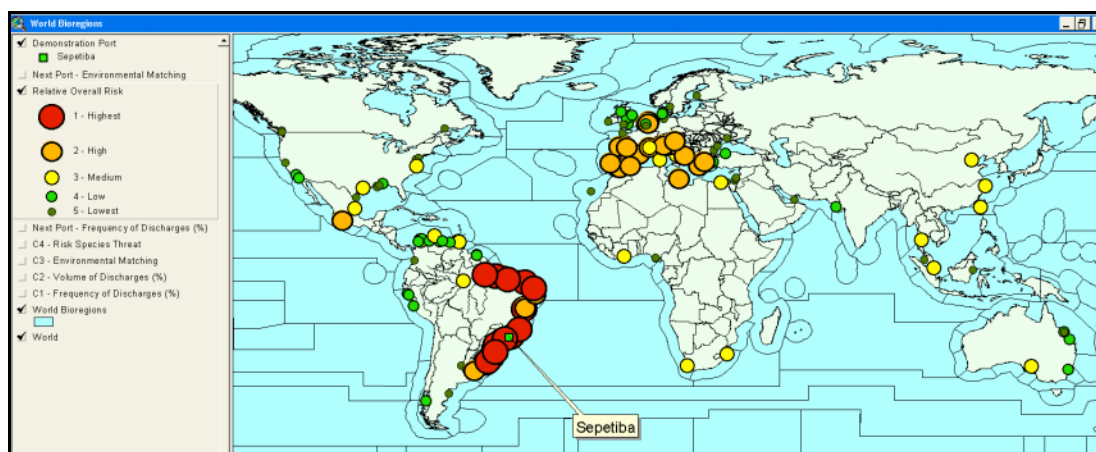 World Bioregions
Demonstration Port
Sepetiba
Next Port - Environmental Matching
Relative Overall Risk
1 - Highest
2 - High
3 - Medium
4 - Low
5 - Lowest
Next Port - Frequency of Discharges (%)
C4 - Risk Species Threat
C3 - Environmental Matching
C2 - Volume of Discharges (%)
C1 - Frequency of Discharges (%)
World Bioregions
World
Sepetiba